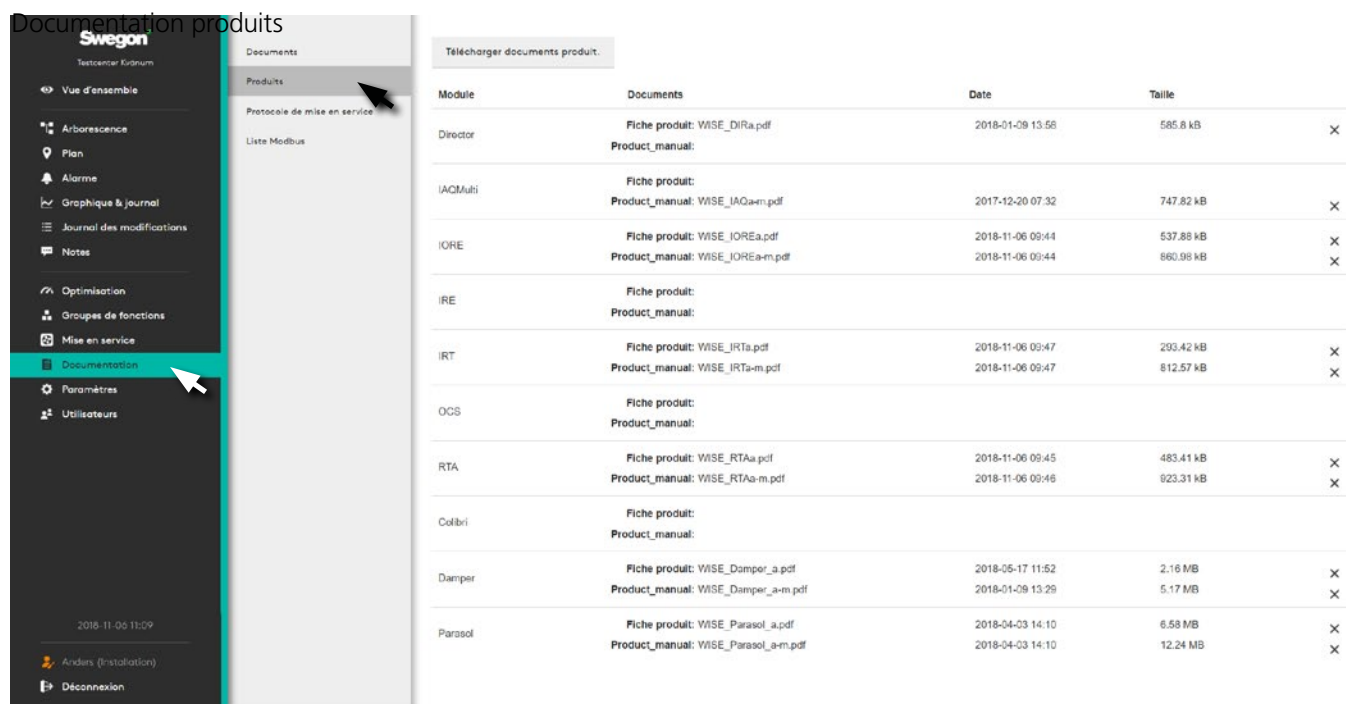 Documentation produits
Swegon
Testcenter Kvänum
Vue d'ensemble
Arborescence
Plan
Alarme
Graphique & journal
Journal des modifications
Notes
Optimisation
Groupes de fonctions
Mise en service
Documentation
Paramètres
Utilisateurs
2018-11-06 11:09
Anders (Installation)
Déconnexion
Documents
Produits
Protocole de mise en service
Liste Modbus
Télécharger documents produit.
Module Documents Date Taille
Director
Fiche produit: WISE_DIRa.pdf 2018-01-09 13:58 585.8 kB
Product_manual:
IAQMulti
Fiche produit:
Product_manual: WISE_IAQa-m.pdf 2017-12-20 07:32 747.82 kB
IORE
Fiche produit: WISE_IOREa.pdf 2018-11-06 09:44 537.88 kB
Product_manual: WISE_IOREa-m.pdf 2018-11-06 09:44 860.98 kB
IRE
Fiche produit:
Product_manual:
IRT
Fiche produit: WISE_IRTa.pdf 2018-11-06 09:47 293.42 kB
Product_manual: WISE_IRTa-m.pdf 2018-11-06 09:47 812.57 kB
OCS
Fiche produit:
Product_manual:
RTA
Fiche produit: WISE_RTAa.pdf 2018-11-06 09:45 483.41 kB
Product_manual: WISE_RTAa-m.pdf 2018-11-06 09:46 923.31 kB
Colibri
Fiche produit:
Product_manual:
Damper
Fiche produit: WISE_Damper_a.pdf 2018-05-17 11:52 2.16 MB
Product_manual: WISE_Damper_a-m.pdf 2018-01-09 13:29 5.17 MB
Parasol
Fiche produit: WISE_Parasol_a.pdf 2018-04-03 14:10 6.58 MB
Product_manual: WISE_Parasol_a-m.pdf 2018-04-03 14:10 12.24 MB